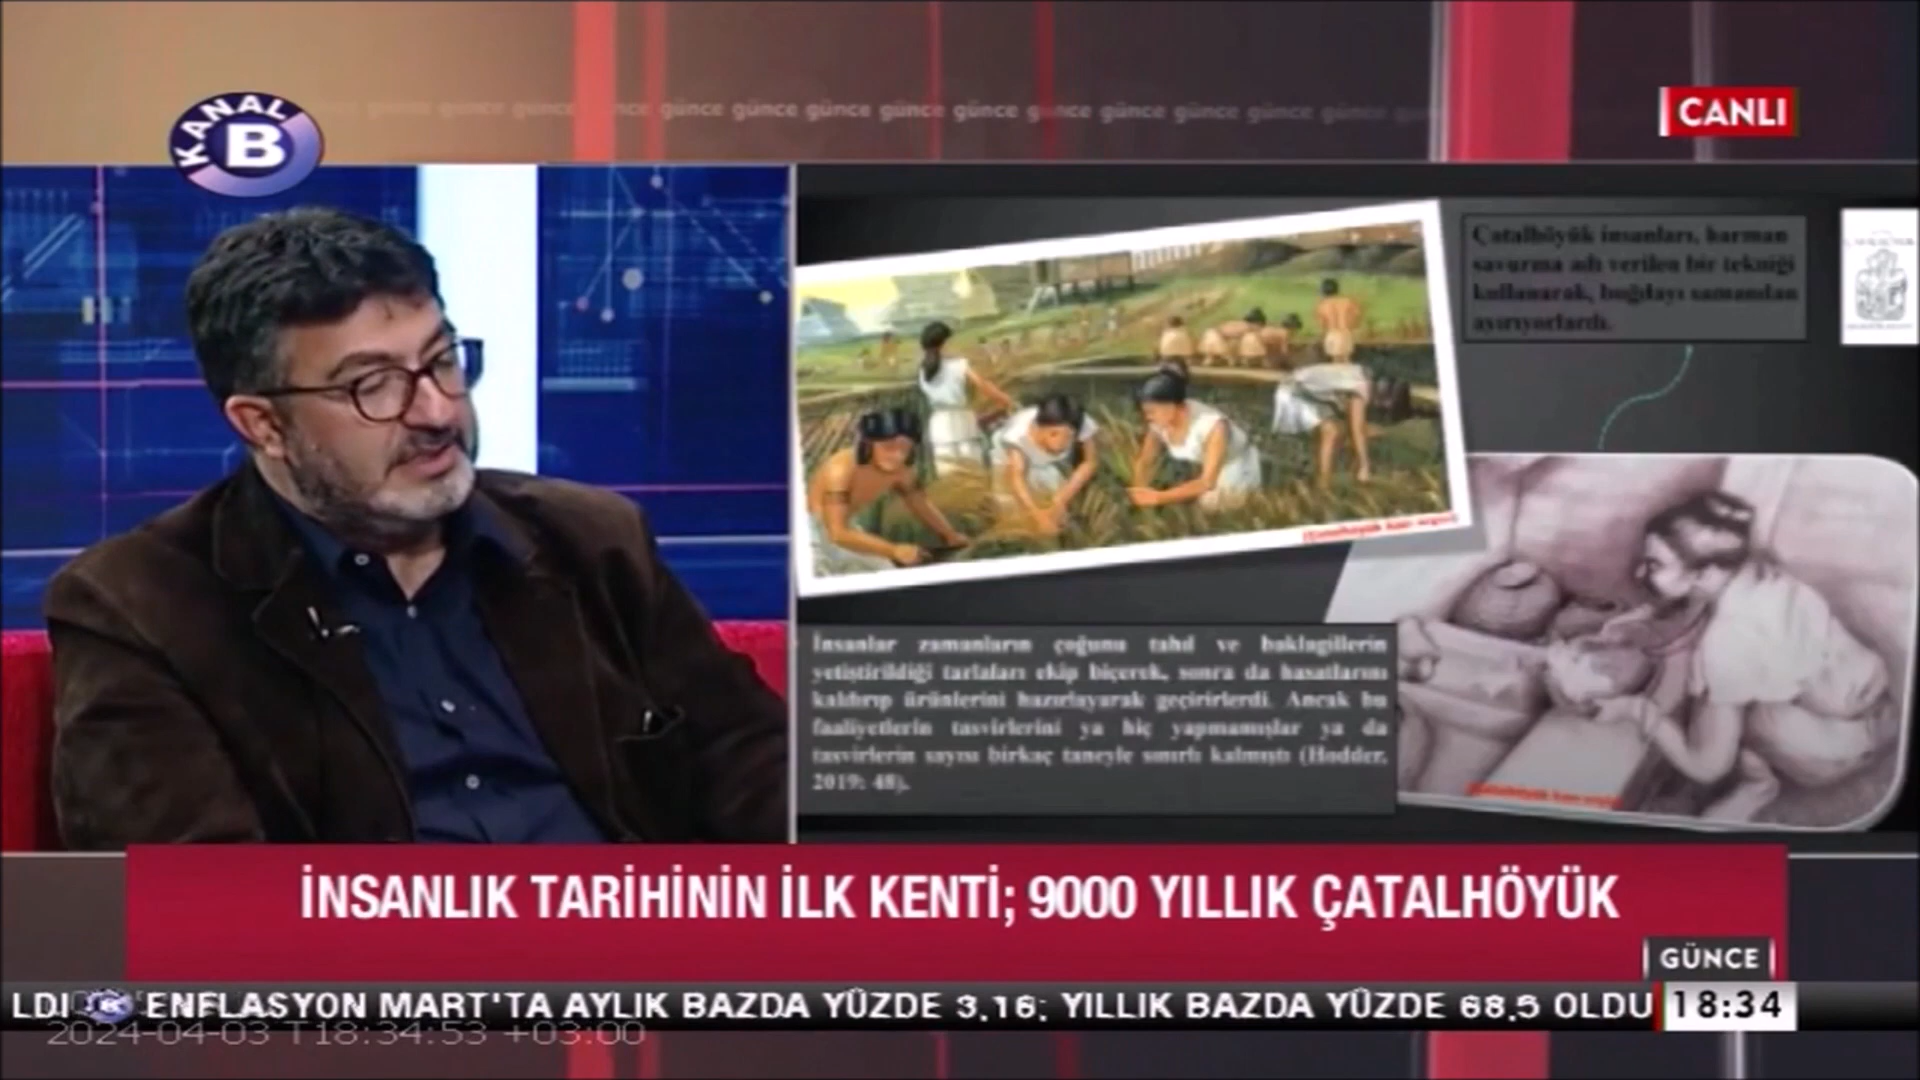 KANAL
B
günce günce günce günce günce günce günce günce günce günce
CANLI
Çatalhöyük insanları, harman
savurma adı verilen bir tekniği
kullanarak, buğdayı samandan
ayırıyorlardı.
İnsanlar zamanların çoğunu tahıl ve baklagillerin
yetiştirildiği tarlaları ekip biçerek, sonra da hasatlarını
kaldırıp ürünlerini hazırlayarak geçirirlerdi. Ancak bu
faaliyetlerin tasvirlerini ya hiç yapmamışlar ya da
tasvirlerin sayısı birkaç taneyle sınırlı kalmıştı (Hodder,
2019: 48).
İNSANLIK TARİHİNİN İLK KENTİ; 9000 YILLIK ÇATALHÖYÜK
GÜNCE
LDI ENFLASYON MART'TA AYLIK BAZDA YÜZDE 3,16; YILLIK BAZDA YÜZDE 68,5 OLDU
18:34
2024-04-03 T18:34:53 +03:00